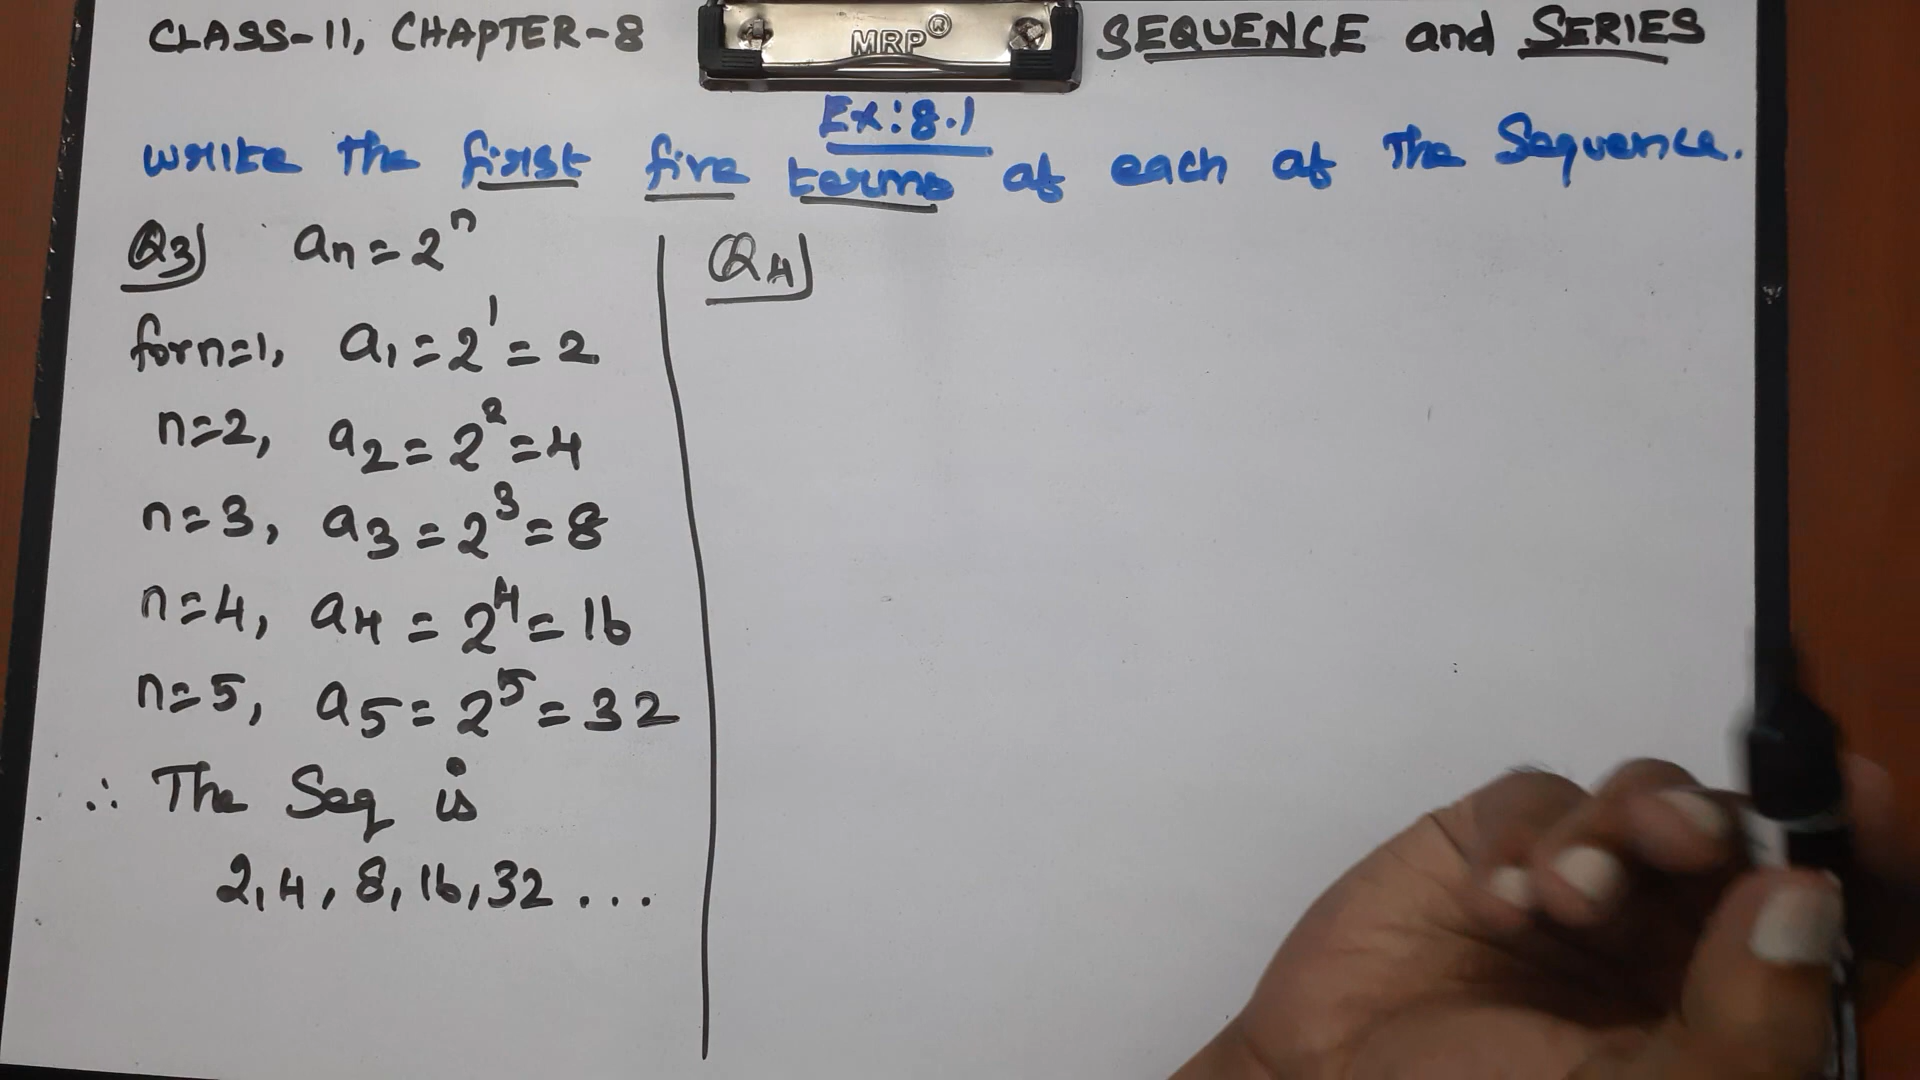 CLASS-11, CHAPTER-8
MRP®
SEQUENCE and SERIES
Ex:8.1
write the first five terms of each of the Sequence.
Q3) an = 2^n
for n=1, a1 = 2^1 = 2
n=2, a2 = 2^2 = 4
n=3, a3 = 2^3 = 8
n=4, a4 = 2^4 = 16
n=5, a5 = 2^5 = 32
∴ The Seq is
2, 4, 8, 16, 32 ...
Q4)